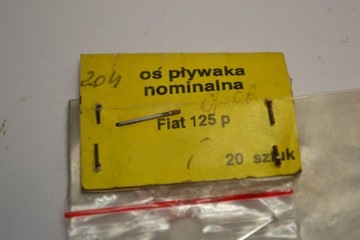 204
oś pływaka
nominalna
Fiat 125 p
20 sztuk